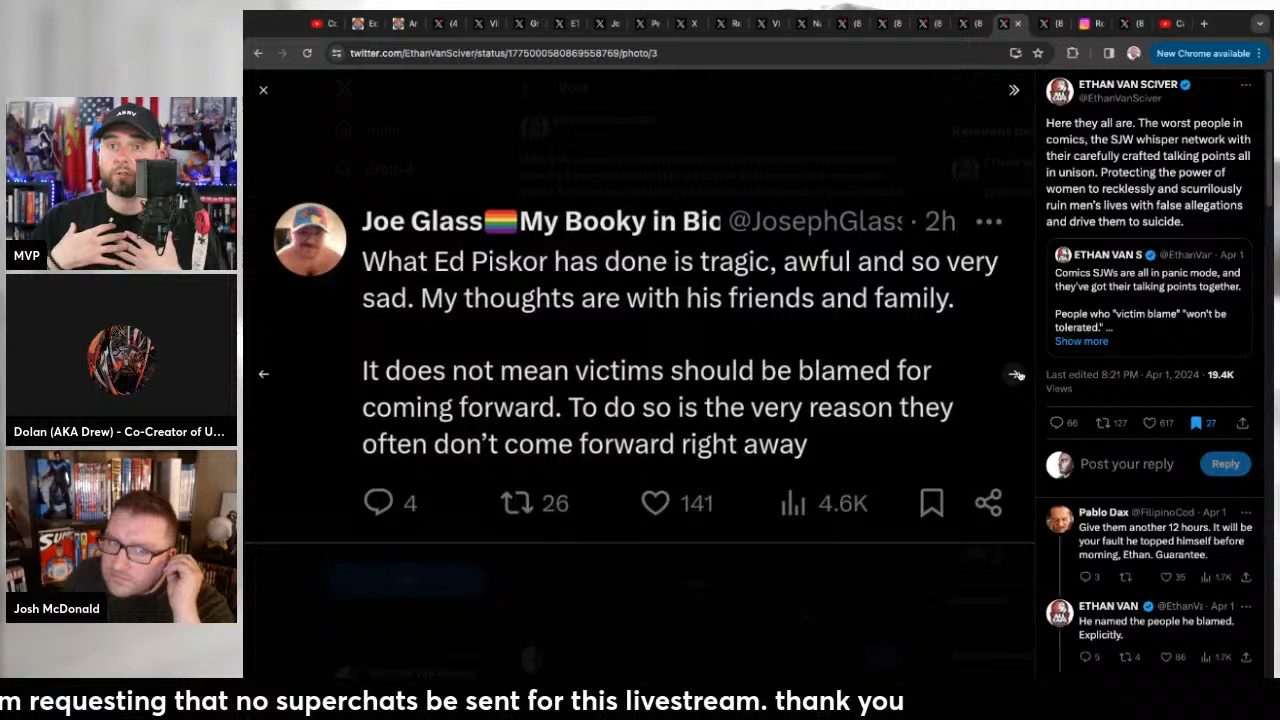 twitter.com/EthanVanSciver/status/1775000580869558769/photo/3
New Chrome available
MVP
Dolan (AKA Drew) - Co-Creator of U...
Josh McDonald
Joe Glass🏳️‍🌈My Booky in Bio @JosephGlass · 2h
What Ed Piskor has done is tragic, awful and so very
sad. My thoughts are with his friends and family.
It does not mean victims should be blamed for
coming forward. To do so is the very reason they
often don’t come forward right away
4 26 141 4.6K
ETHAN VAN SCIVER
@EthanVanSciver
Here they all are. The worst people in
comics, the SJW whisper network with
their carefully crafted talking points all
in unison. Protecting the power of
women to recklessly and scurrilously
ruin men's lives with false allegations
and drive them to suicide.
ETHAN VAN S @EthanVar · Apr 1
Comics SJWs are all in panic mode, and
they've got their talking points together.
People who "victim blame" "won't be
tolerated." ...
Show more
Last edited 8:21 PM · Apr 1, 2024 · 19.4K
Views
66 127 617 27
Post your reply
Reply
Pablo Dax @FilipinoCod · Apr 1
Give them another 12 hours. It will be
your fault he topped himself before
morning, Ethan. Guarantee.
3 35 1.7K
ETHAN VAN @EthanVa · Apr 1
He named the people he blamed.
Explicitly.
5 4 86 1.7K
m requesting that no superchats be sent for this livestream. thank you